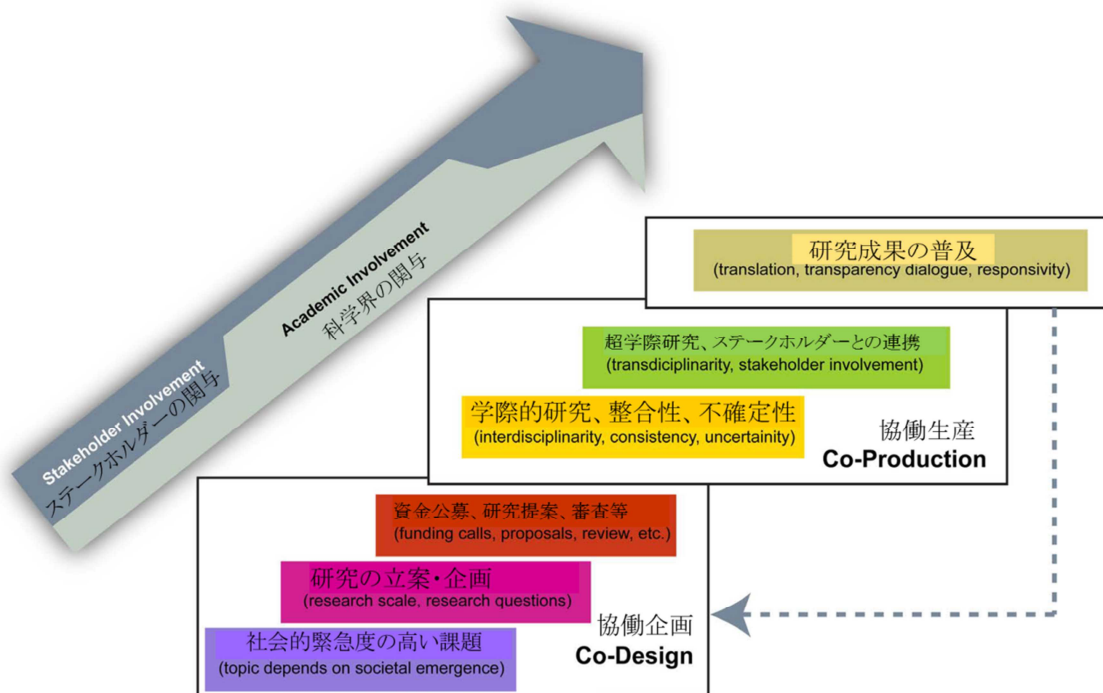 Stakeholder Involvement
ステークホルダーの関与
Academic Involvement
科学界の関与
研究成果の普及
(translation, transparency dialogue, responsivity)
超学際研究、ステークホルダーとの連携
(transdiciplinarity, stakeholder involvement)
学際的研究、整合性、不確定性
(interdisciplinarity, consistency, uncertainity)
協働生産
Co-Production
資金公募、研究提案、審査等
(funding calls, proposals, review, etc.)
研究の立案・企画
(research scale, research questions)
社会的緊急度の高い課題
(topic depends on societal emergence)
協働企画
Co-Design